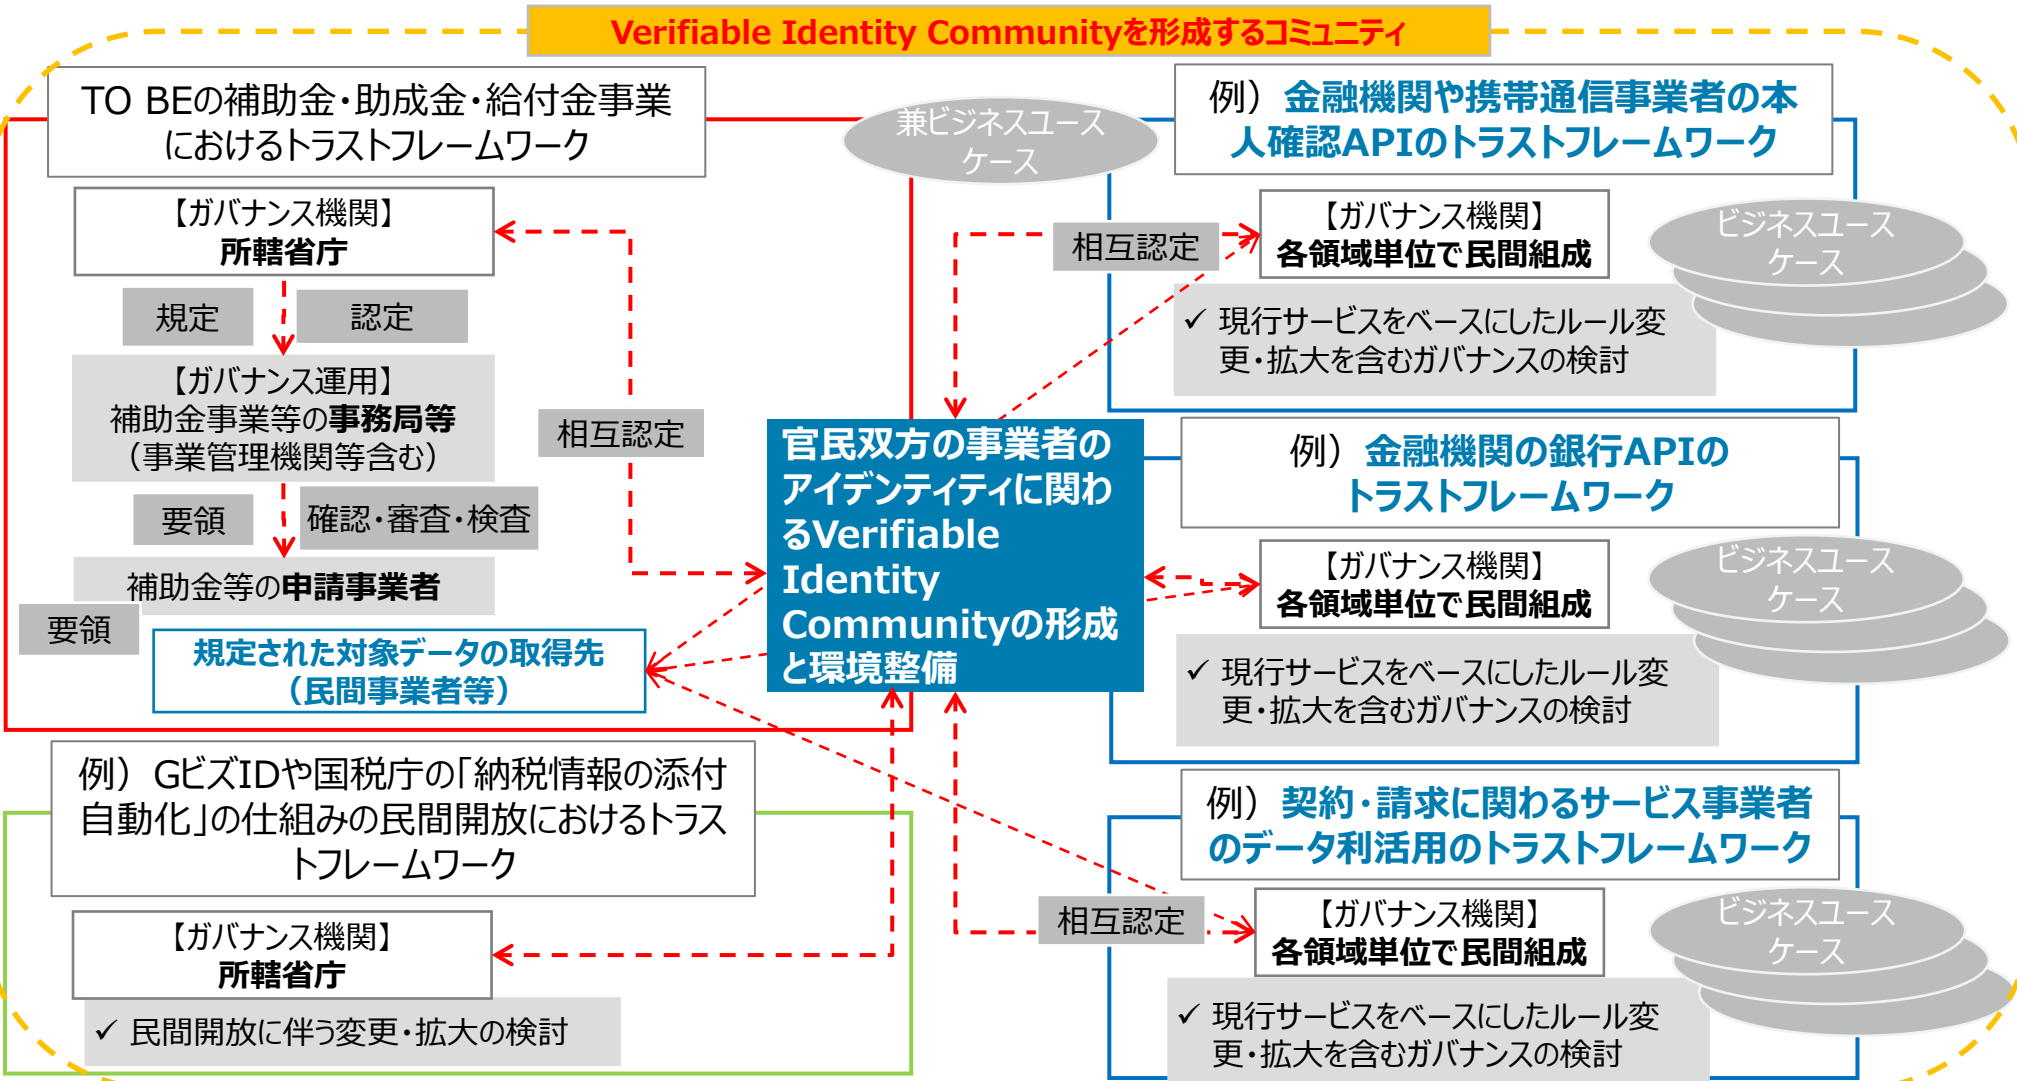 Verifiable Identity Communityを形成するコミュニティ
TO BEの補助金・助成金・給付金事業
におけるトラストフレームワーク
【ガバナンス機関】
所轄省庁
規定
認定
【ガバナンス運用】
補助金事業等の事務局等
（事業管理機関等含む）
要領
確認・審査・検査
補助金等の申請事業者
要領
規定された対象データの取得先
（民間事業者等）
相互認定
兼ビジネスユース
ケース
官民双方の事業者の
アイデンティティに関わ
るVerifiable
Identity
Communityの形成
と環境整備
例）GビズIDや国税庁の「納税情報の添付
自動化」の仕組みの民間開放におけるトラス
トフレームワーク
【ガバナンス機関】
所轄省庁
✓ 民間開放に伴う変更・拡大の検討
例）金融機関や携帯通信事業者の本
人確認APIのトラストフレームワーク
相互認定
【ガバナンス機関】
各領域単位で民間組成
ビジネスユース
ケース
✓ 現行サービスをベースにしたルール変
更・拡大を含むガバナンスの検討
例）金融機関の銀行APIの
トラストフレームワーク
【ガバナンス機関】
各領域単位で民間組成
ビジネスユース
ケース
✓ 現行サービスをベースにしたルール変
更・拡大を含むガバナンスの検討
例）契約・請求に関わるサービス事業者
のデータ利活用のトラストフレームワーク
相互認定
【ガバナンス機関】
各領域単位で民間組成
ビジネスユース
ケース
✓ 現行サービスをベースにしたルール変
更・拡大を含むガバナンスの検討